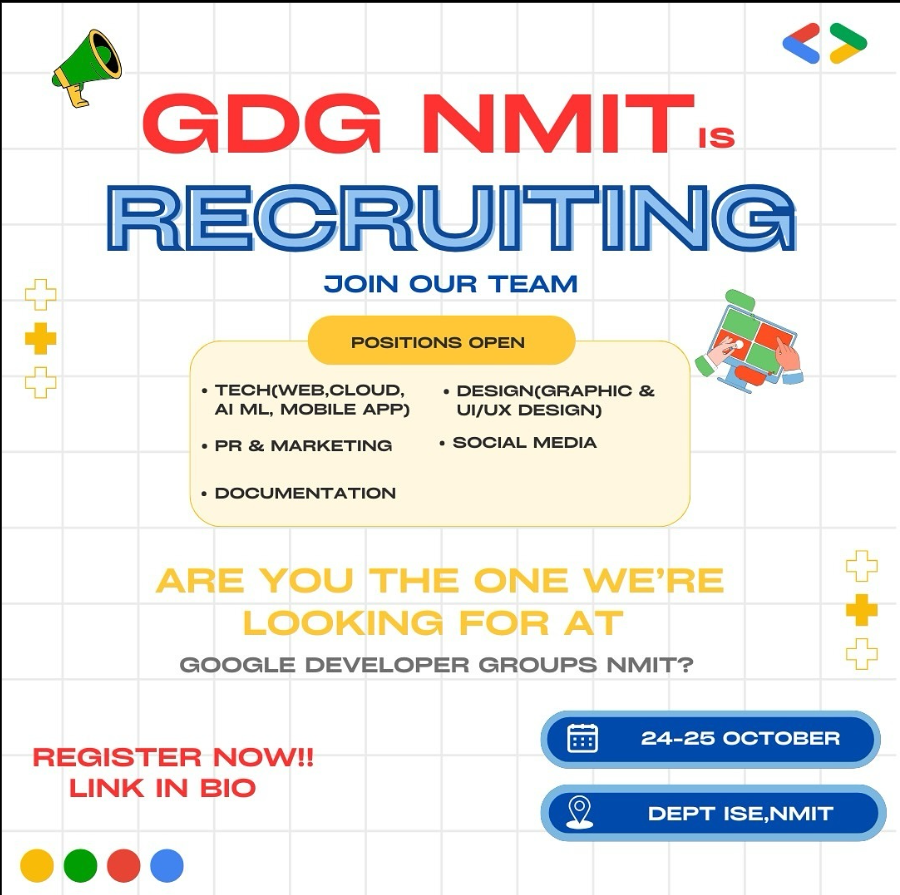 GDG NMIT IS
RECRUITING
JOIN OUR TEAM
POSITIONS OPEN
• TECH(WEB,CLOUD,
AI ML, MOBILE APP)
• PR & MARKETING
• DOCUMENTATION
• DESIGN(GRAPHIC &
UI/UX DESIGN)
• SOCIAL MEDIA
ARE YOU THE ONE WE'RE
LOOKING FOR AT
GOOGLE DEVELOPER GROUPS NMIT?
REGISTER NOW!!
LINK IN BIO
24-25 OCTOBER
DEPT ISE,NMIT